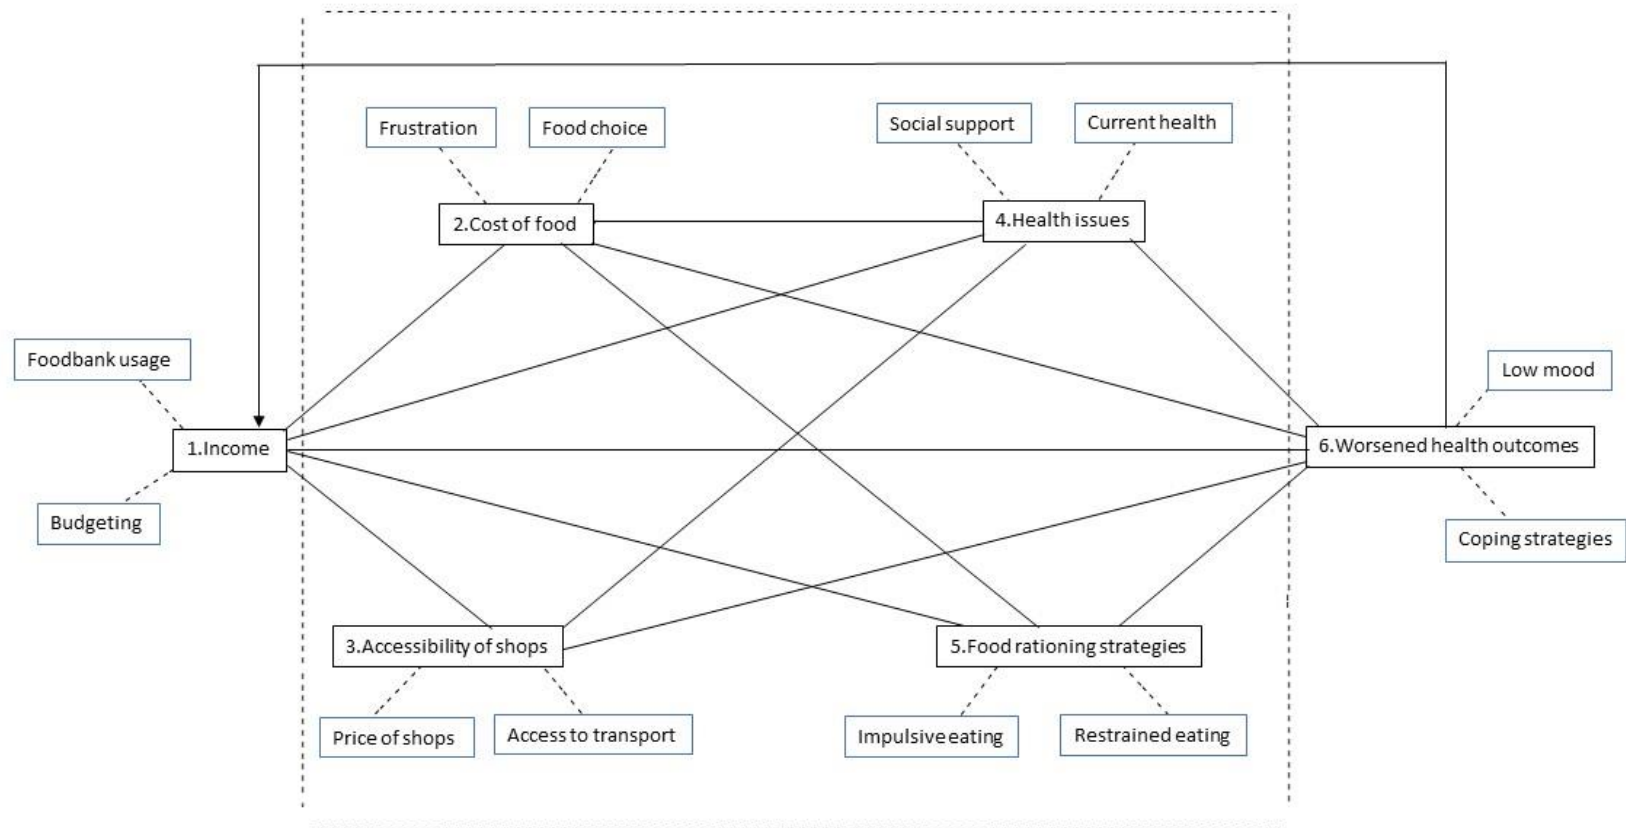 Frustration
Food choice
Social support
Current health
2.Cost of food
4.Health issues
Foodbank usage
Low mood
1.Income
6.Worsened health outcomes
Budgeting
Coping strategies
3.Accessibility of shops
5.Food rationing strategies
Price of shops
Access to transport
Impulsive eating
Restrained eating